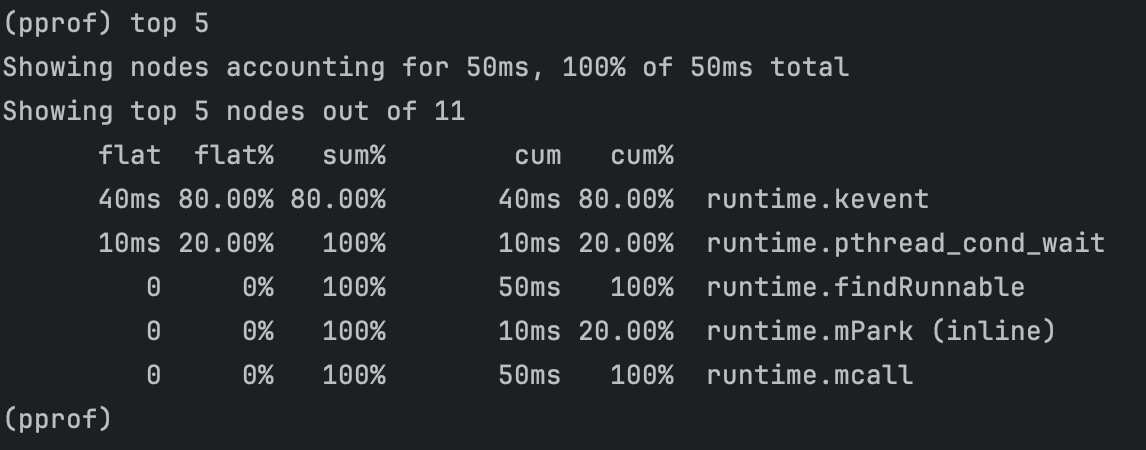 (pprof) top 5
Showing nodes accounting for 50ms, 100% of 50ms total
Showing top 5 nodes out of 11
      flat  flat%   sum%        cum   cum%
      40ms 80.00% 80.00%       40ms 80.00%  runtime.kevent
      10ms 20.00%   100%       10ms 20.00%  runtime.pthread_cond_wait
         0     0%   100%       50ms   100%  runtime.findRunnable
         0     0%   100%       10ms 20.00%  runtime.mPark (inline)
         0     0%   100%       50ms   100%  runtime.mcall
(pprof)